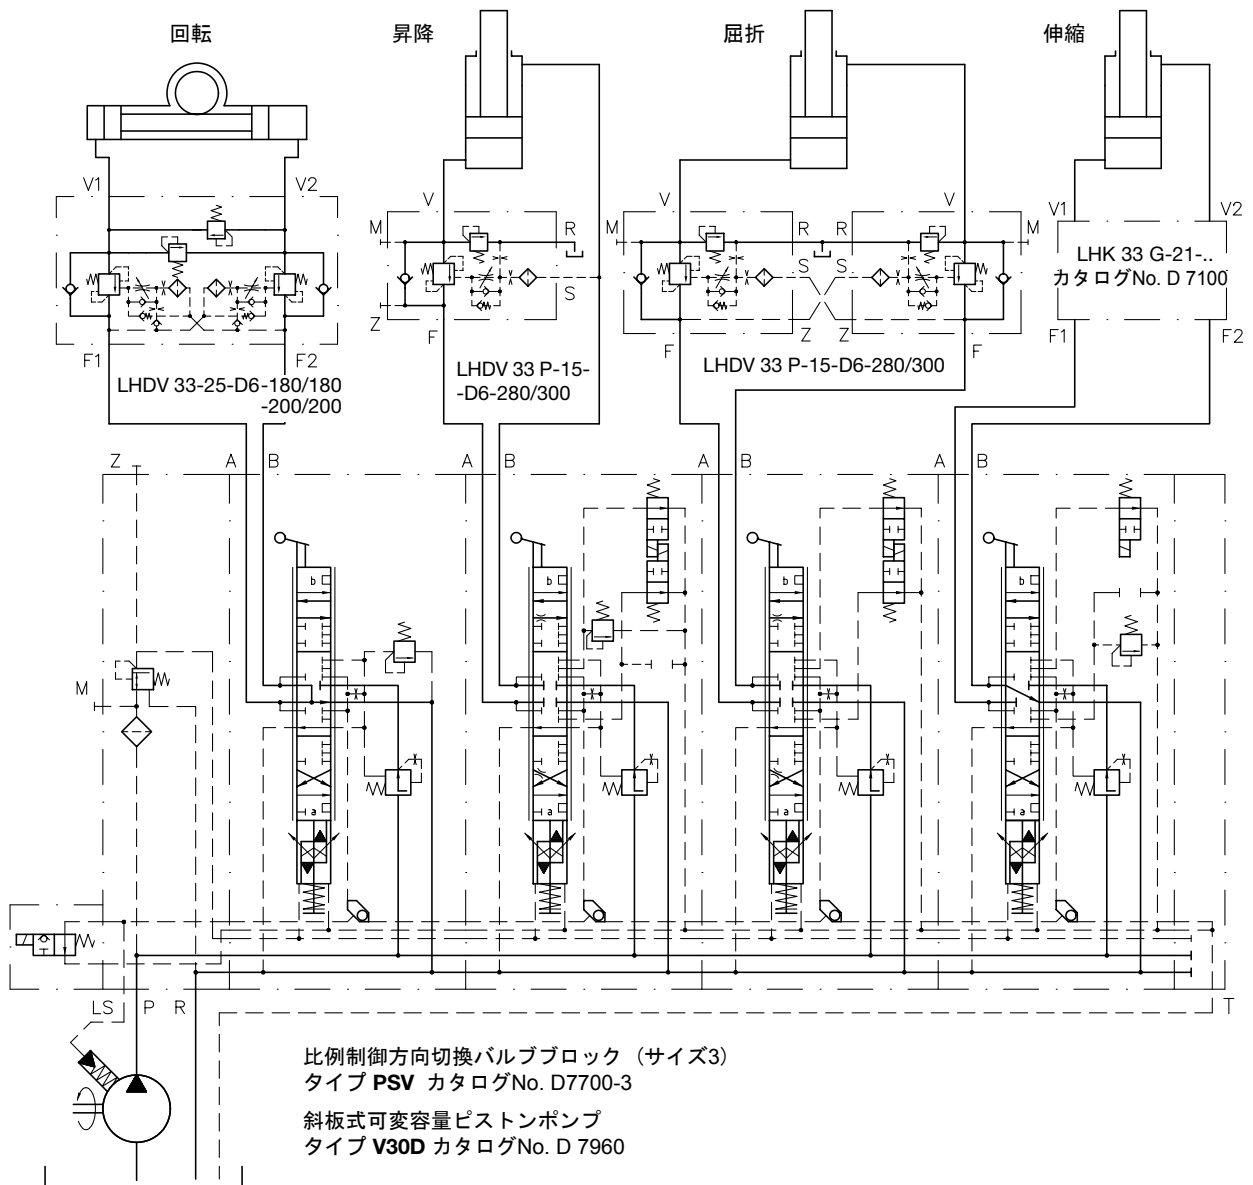 回転
昇降
屈折
伸縮
V1
V2
M
V
R
S
Z
F
M
V
R
S
Z
F
R
S
Z
V
M
F
V1
V2
LHK 33 G-21-..
カタログNo. D 7100
F1
F2
F1
F2
LHDV 33-25-D6-180/180
-200/200
LHDV 33 P-15-
-D6-280/300
LHDV 33 P-15-D6-280/300
Z
A
B
A
B
A
B
A
B
b
b
b
b
M
a
a
a
a
LS
P
R
T
比例制御方向切換バルブブロック（サイズ3）
タイプ PSV カタログNo. D7700-3
斜板式可変容量ピストンポンプ
タイプ V30D カタログNo. D 7960